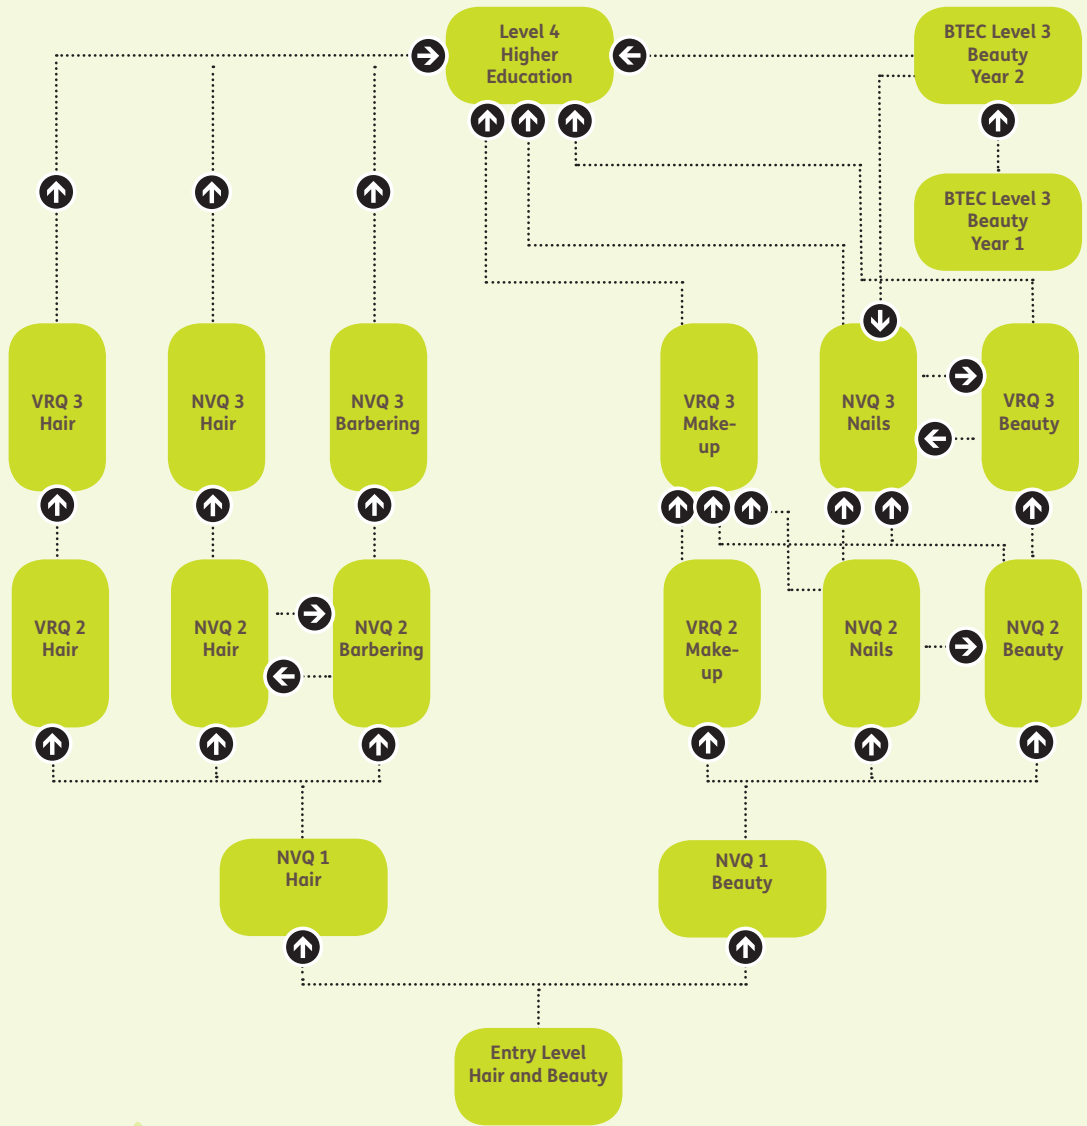 Level 4
Higher
Education
BTEC Level 3
Beauty
Year 2
BTEC Level 3
Beauty
Year 1
VRQ 3
Hair
NVQ 3
Hair
NVQ 3
Barbering
VRQ 3
Make-
up
NVQ 3
Nails
VRQ 3
Beauty
VRQ 2
Hair
NVQ 2
Hair
NVQ 2
Barbering
VRQ 2
Make-
up
NVQ 2
Nails
NVQ 2
Beauty
NVQ 1
Hair
NVQ 1
Beauty
Entry Level
Hair and Beauty